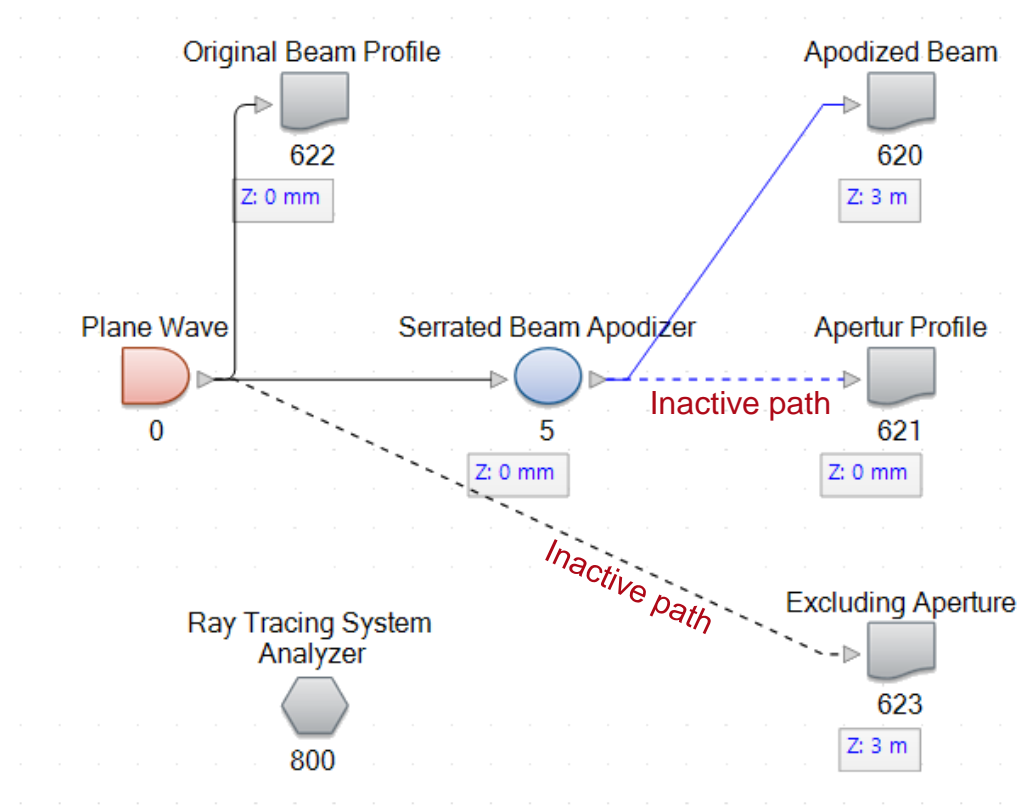 Original Beam Profile
622
Z: 0 mm
Apodized Beam
620
Z: 3 m
Plane Wave
0
Serrated Beam Apodizer
5
Z: 0 mm
Apertur Profile
Inactive path
621
Z: 0 mm
Inactive path
Ray Tracing System
Analyzer
800
Excluding Aperture
623
Z: 3 m